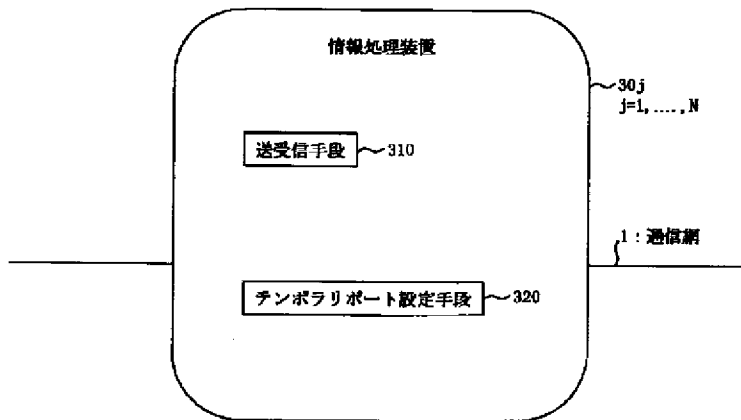 情報処理装置
30j
j=1,....,N
送受信手段
310
1：通信網
テンポラリポート設定手段
320